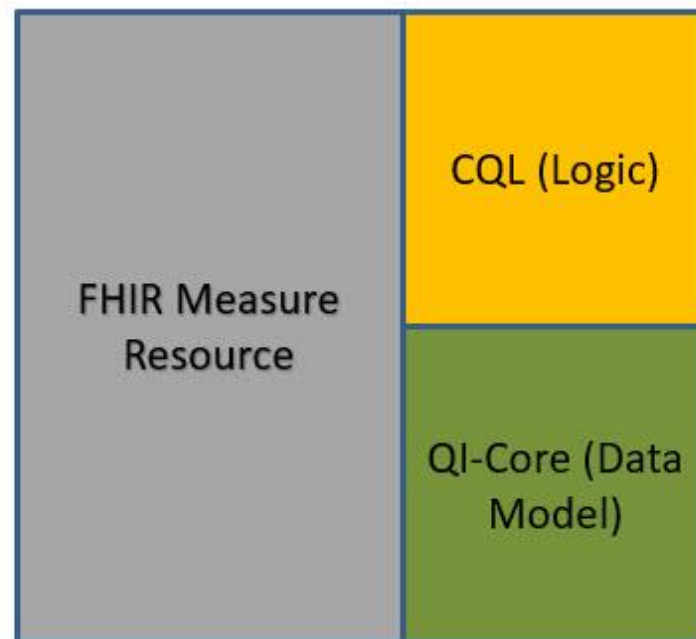 FHIR Measure
Resource
CQL (Logic)
QI-Core (Data
Model)